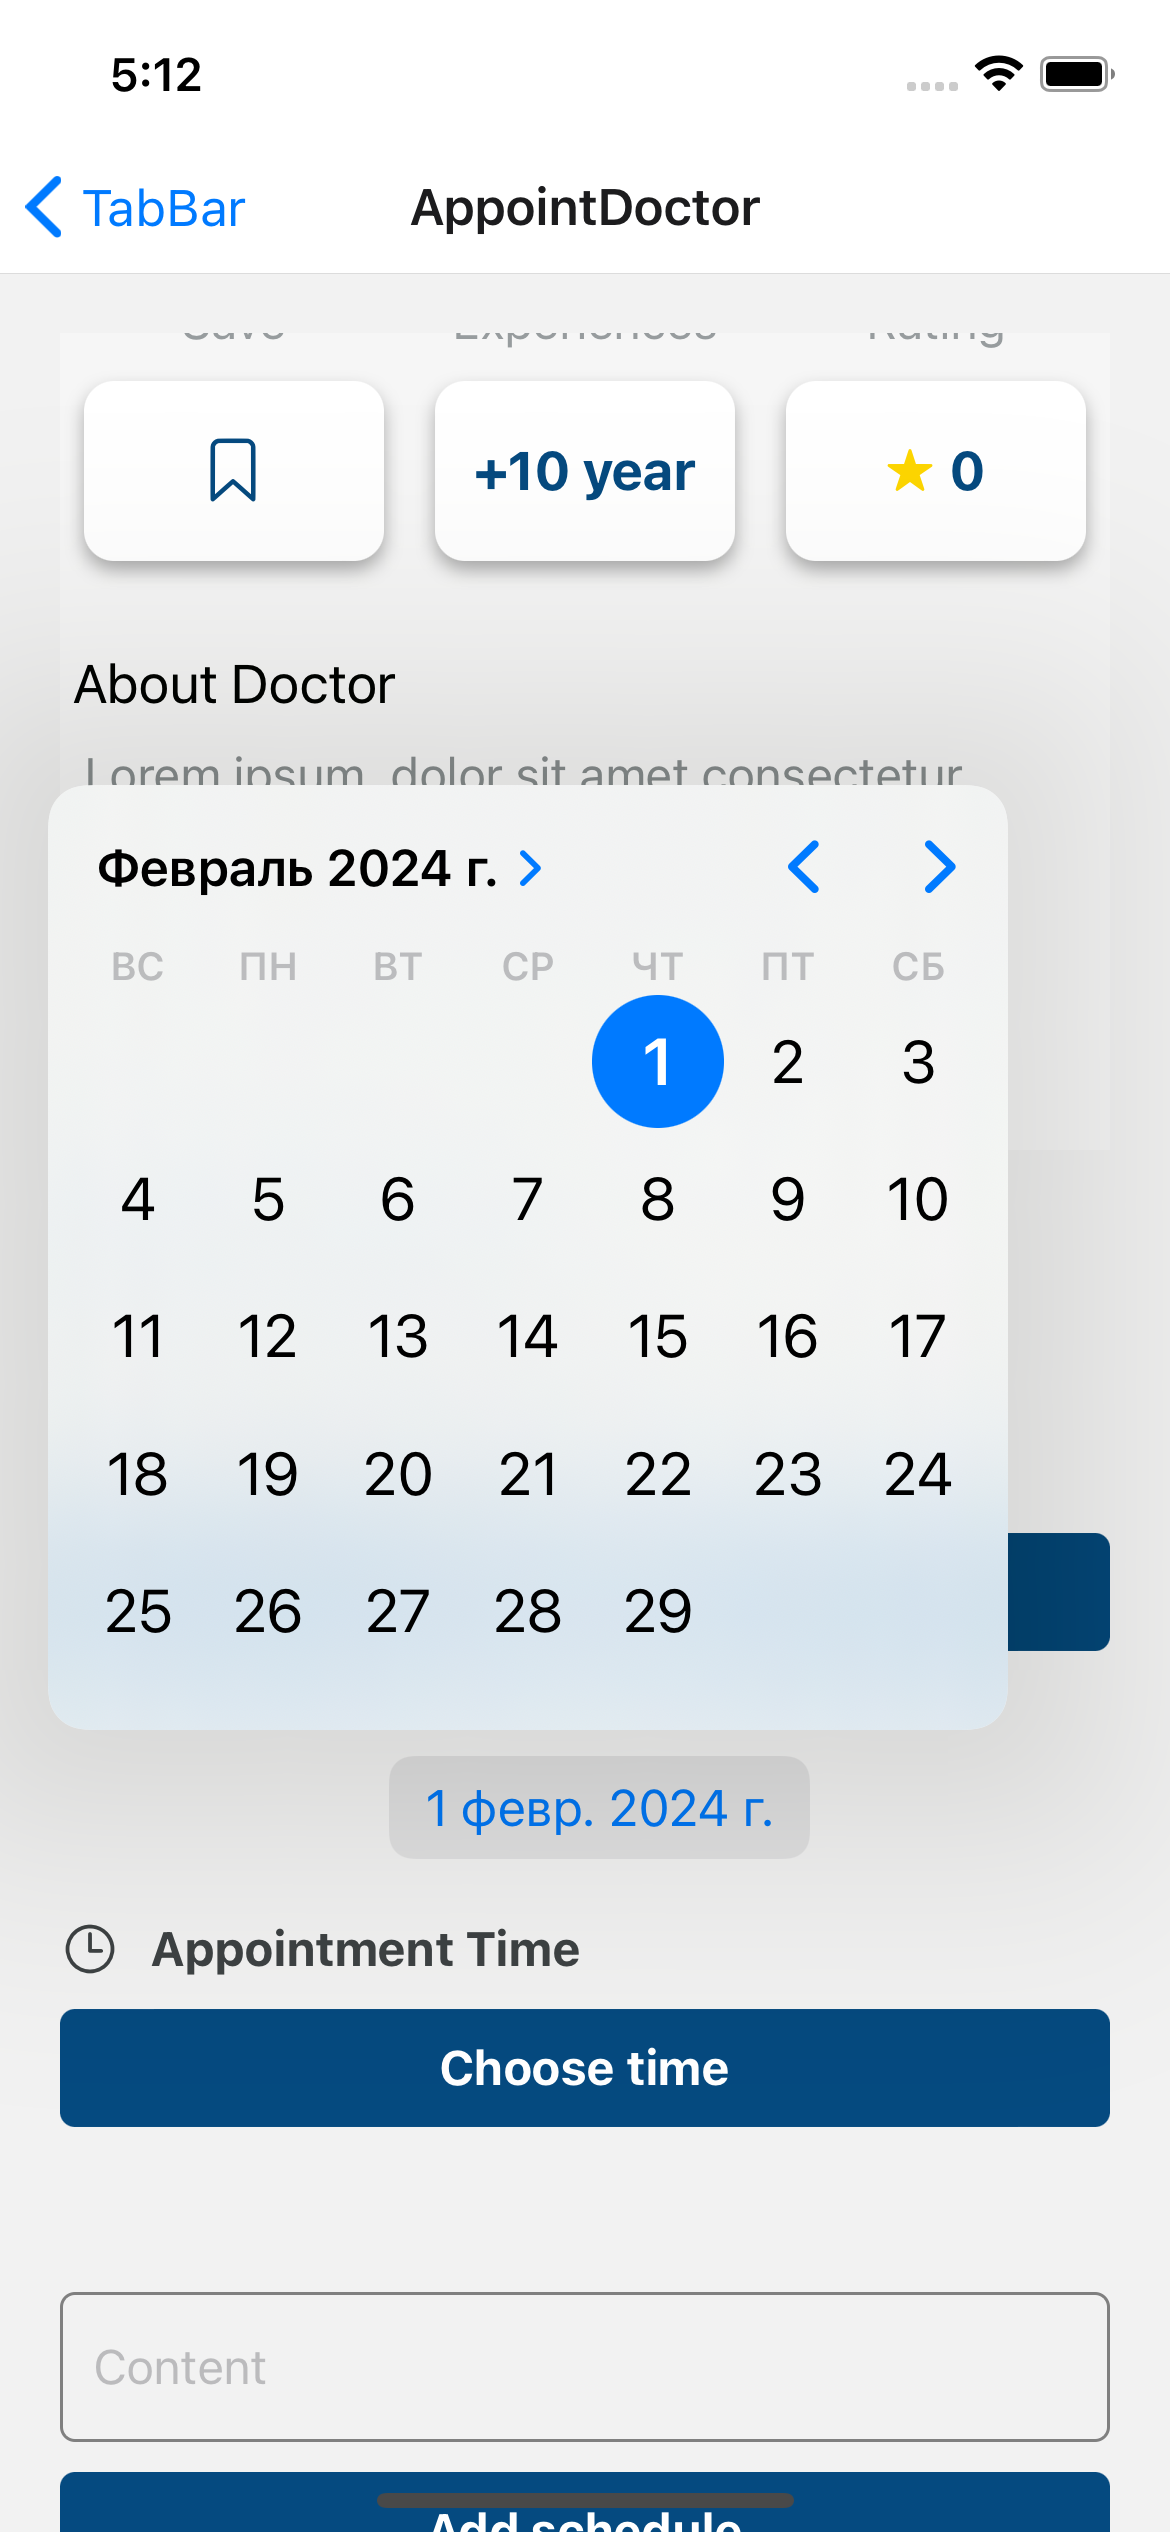 5:12
TabBar
AppointDoctor
Save Experiences Rating
+10 year
0
About Doctor
Lorem ipsum, dolor sit amet consectetur
Февраль 2024 г.
ВС ПН ВТ СР ЧТ ПТ СБ
1 2 3
4 5 6 7 8 9 10
11 12 13 14 15 16 17
18 19 20 21 22 23 24
25 26 27 28 29
1 февр. 2024 г.
Appointment Time
Choose time
Content
Add schedule